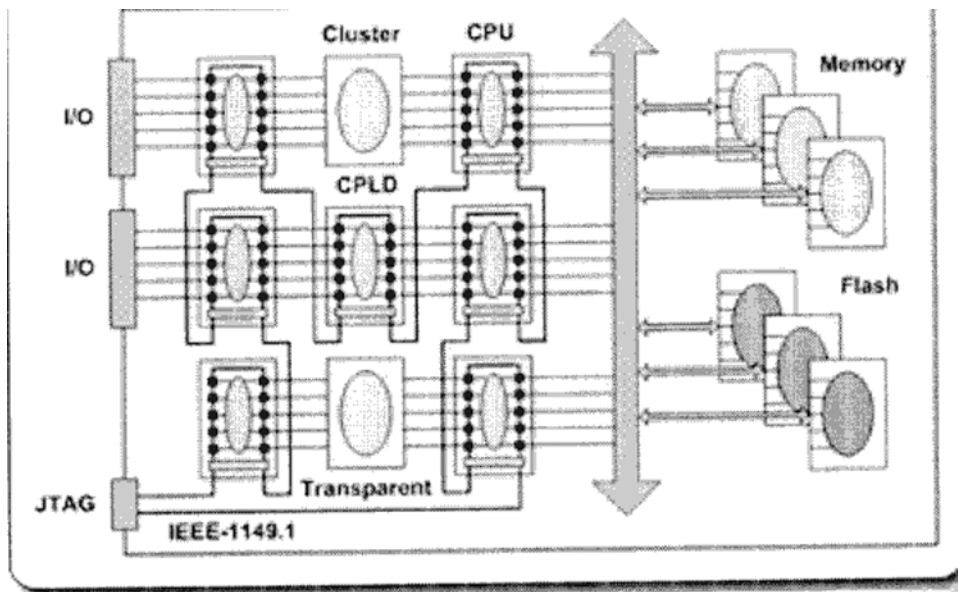 Cluster
CPU
Memory
I/O
CPLD
I/O
Flash
Transparent
JTAG
IEEE-1149.1